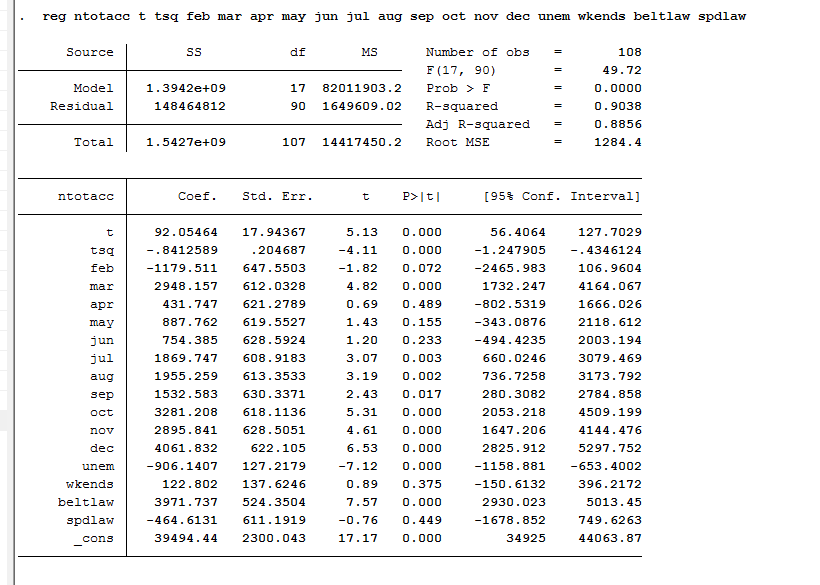 . reg ntotacc t tsq feb mar apr may jun jul aug sep oct nov dec unem wkends beltlaw spdlaw
Source SS df MS Number of obs = 108
F(17, 90) = 49.72
Model 1.3942e+09 17 82011903.2 Prob > F = 0.0000
Residual 148464812 90 1649609.02 R-squared = 0.9038
Adj R-squared = 0.8856
Total 1.5427e+09 107 14417450.2 Root MSE = 1284.4
ntotacc Coef. Std. Err. t P>|t| [95% Conf. Interval]
t 92.05464 17.94367 5.13 0.000 56.4064 127.7029
tsq -.8412589 .204687 -4.11 0.000 -1.247905 -.4346124
feb -1179.511 647.5503 -1.82 0.072 -2465.983 106.9604
mar 2948.157 612.0328 4.82 0.000 1732.247 4164.067
apr 431.747 621.2789 0.69 0.489 -802.5319 1666.026
may 887.762 619.5527 1.43 0.155 -343.0876 2118.612
jun 754.385 628.5924 1.20 0.233 -494.4235 2003.194
jul 1869.747 608.9183 3.07 0.003 660.0246 3079.469
aug 1955.259 613.3533 3.19 0.002 736.7258 3173.792
sep 1532.583 630.3371 2.43 0.017 280.3082 2784.858
oct 3281.208 618.1136 5.31 0.000 2053.218 4509.199
nov 2895.841 628.5051 4.61 0.000 1647.206 4144.476
dec 4061.832 622.105 6.53 0.000 2825.912 5297.752
unem -906.1407 127.2179 -7.12 0.000 -1158.881 -653.4002
wkends 122.802 137.6246 0.89 0.375 -150.6132 396.2172
beltlaw 3971.737 524.3504 7.57 0.000 2930.023 5013.45
spdlaw -464.6131 611.1919 -0.76 0.449 -1678.852 749.6263
_cons 39494.44 2300.043 17.17 0.000 34925 44063.87